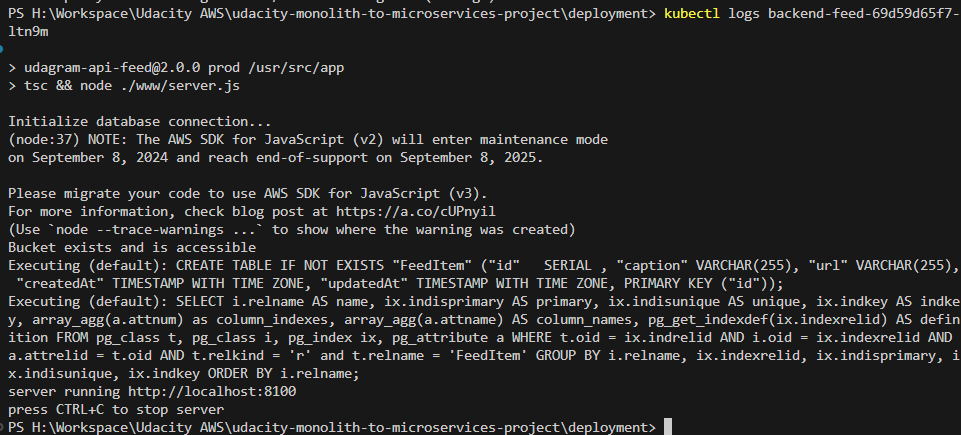 PS H:\Workspace\Udacity AWS\udacity-monolith-to-microservices-project\deployment> kubectl logs backend-feed-69d59d65f7-
ltn9m
> udagram-api-feed@2.0.0 prod /usr/src/app
> tsc && node ./www/server.js
Initialize database connection...
(node:37) NOTE: The AWS SDK for JavaScript (v2) will enter maintenance mode
on September 8, 2024 and reach end-of-support on September 8, 2025.
Please migrate your code to use AWS SDK for JavaScript (v3).
For more information, check blog post at https://a.co/cUPnyil
(Use `node --trace-warnings ...` to show where the warning was created)
Bucket exists and is accessible
Executing (default): CREATE TABLE IF NOT EXISTS "FeedItem" ("id"   SERIAL , "caption" VARCHAR(255), "url" VARCHAR(255),
 "createdAt" TIMESTAMP WITH TIME ZONE, "updatedAt" TIMESTAMP WITH TIME ZONE, PRIMARY KEY ("id"));
Executing (default): SELECT i.relname AS name, ix.indisprimary AS primary, ix.indisunique AS unique, ix.indkey AS indke
y, array_agg(a.attnum) as column_indexes, array_agg(a.attname) AS column_names, pg_get_indexdef(ix.indexrelid) AS defin
ition FROM pg_class t, pg_class i, pg_index ix, pg_attribute a WHERE t.oid = ix.indrelid AND i.oid = ix.indexrelid AND
a.attrelid = t.oid AND t.relkind = 'r' and t.relname = 'FeedItem' GROUP BY i.relname, ix.indexrelid, ix.indisprimary, i
x.indisunique, ix.indkey ORDER BY i.relname;
server running http://localhost:8100
press CTRL+C to stop server
PS H:\Workspace\Udacity AWS\udacity-monolith-to-microservices-project\deployment>